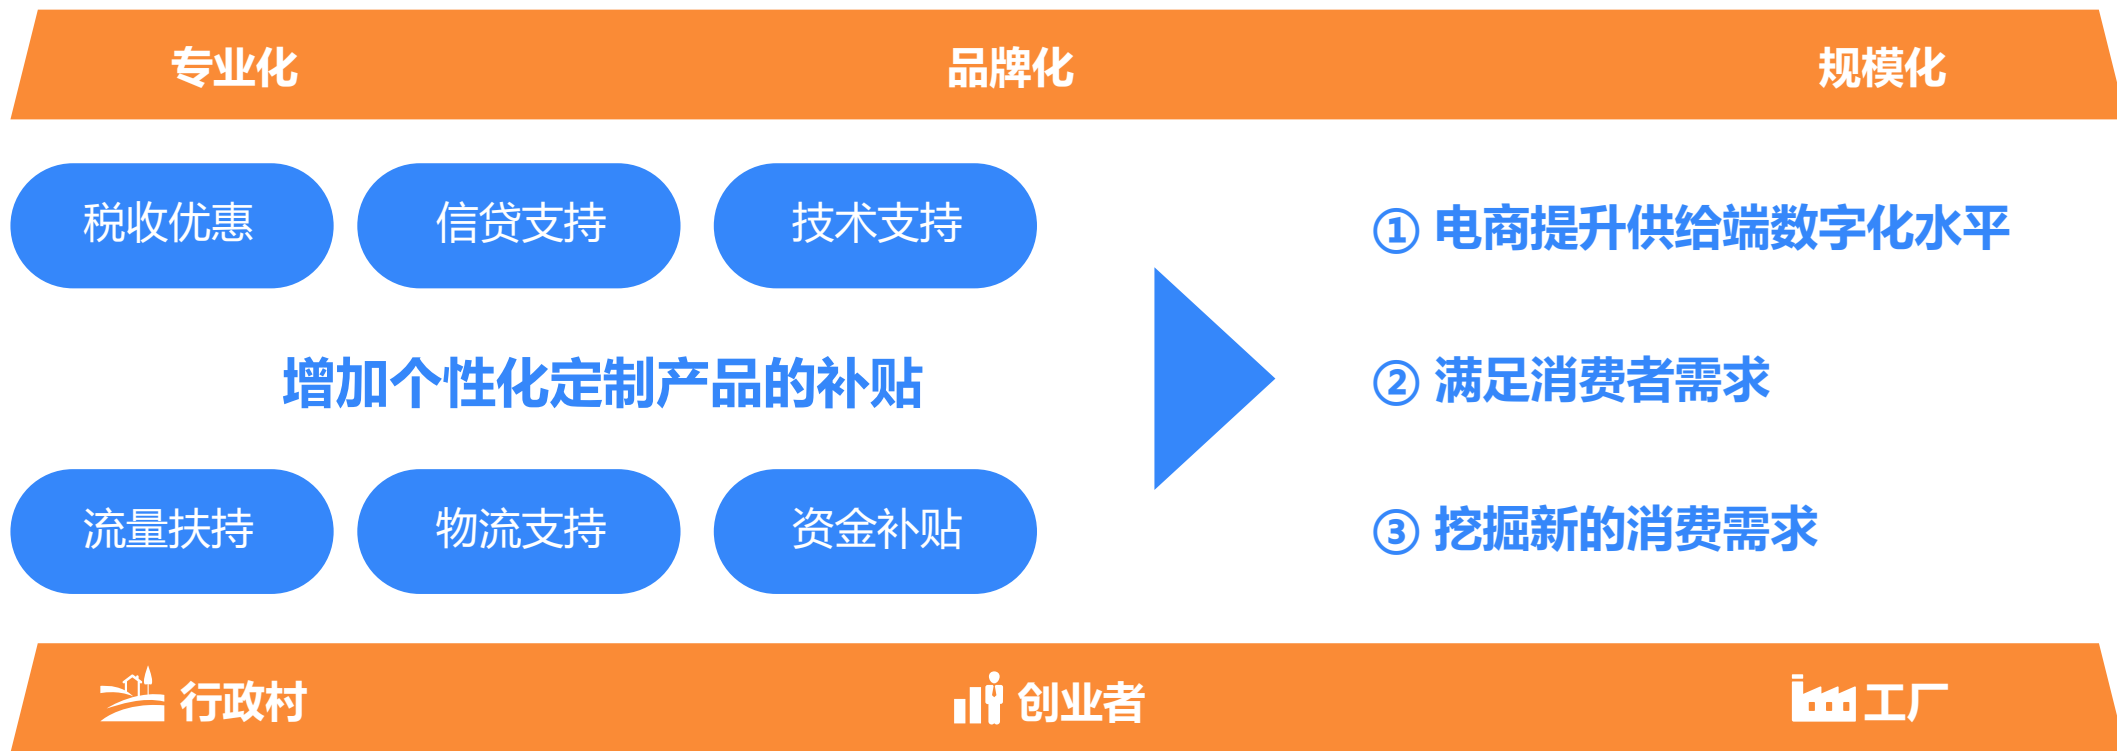 专业化
品牌化
规模化
税收优惠
信贷支持
技术支持
增加个性化定制产品的补贴
流量扶持
物流支持
资金补贴
① 电商提升供给端数字化水平
② 满足消费者需求
③ 挖掘新的消费需求
行政村
创业者
工厂